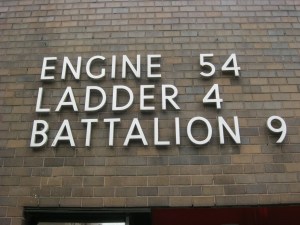 ENGINE 54
LADDER 4
BATTALION 9